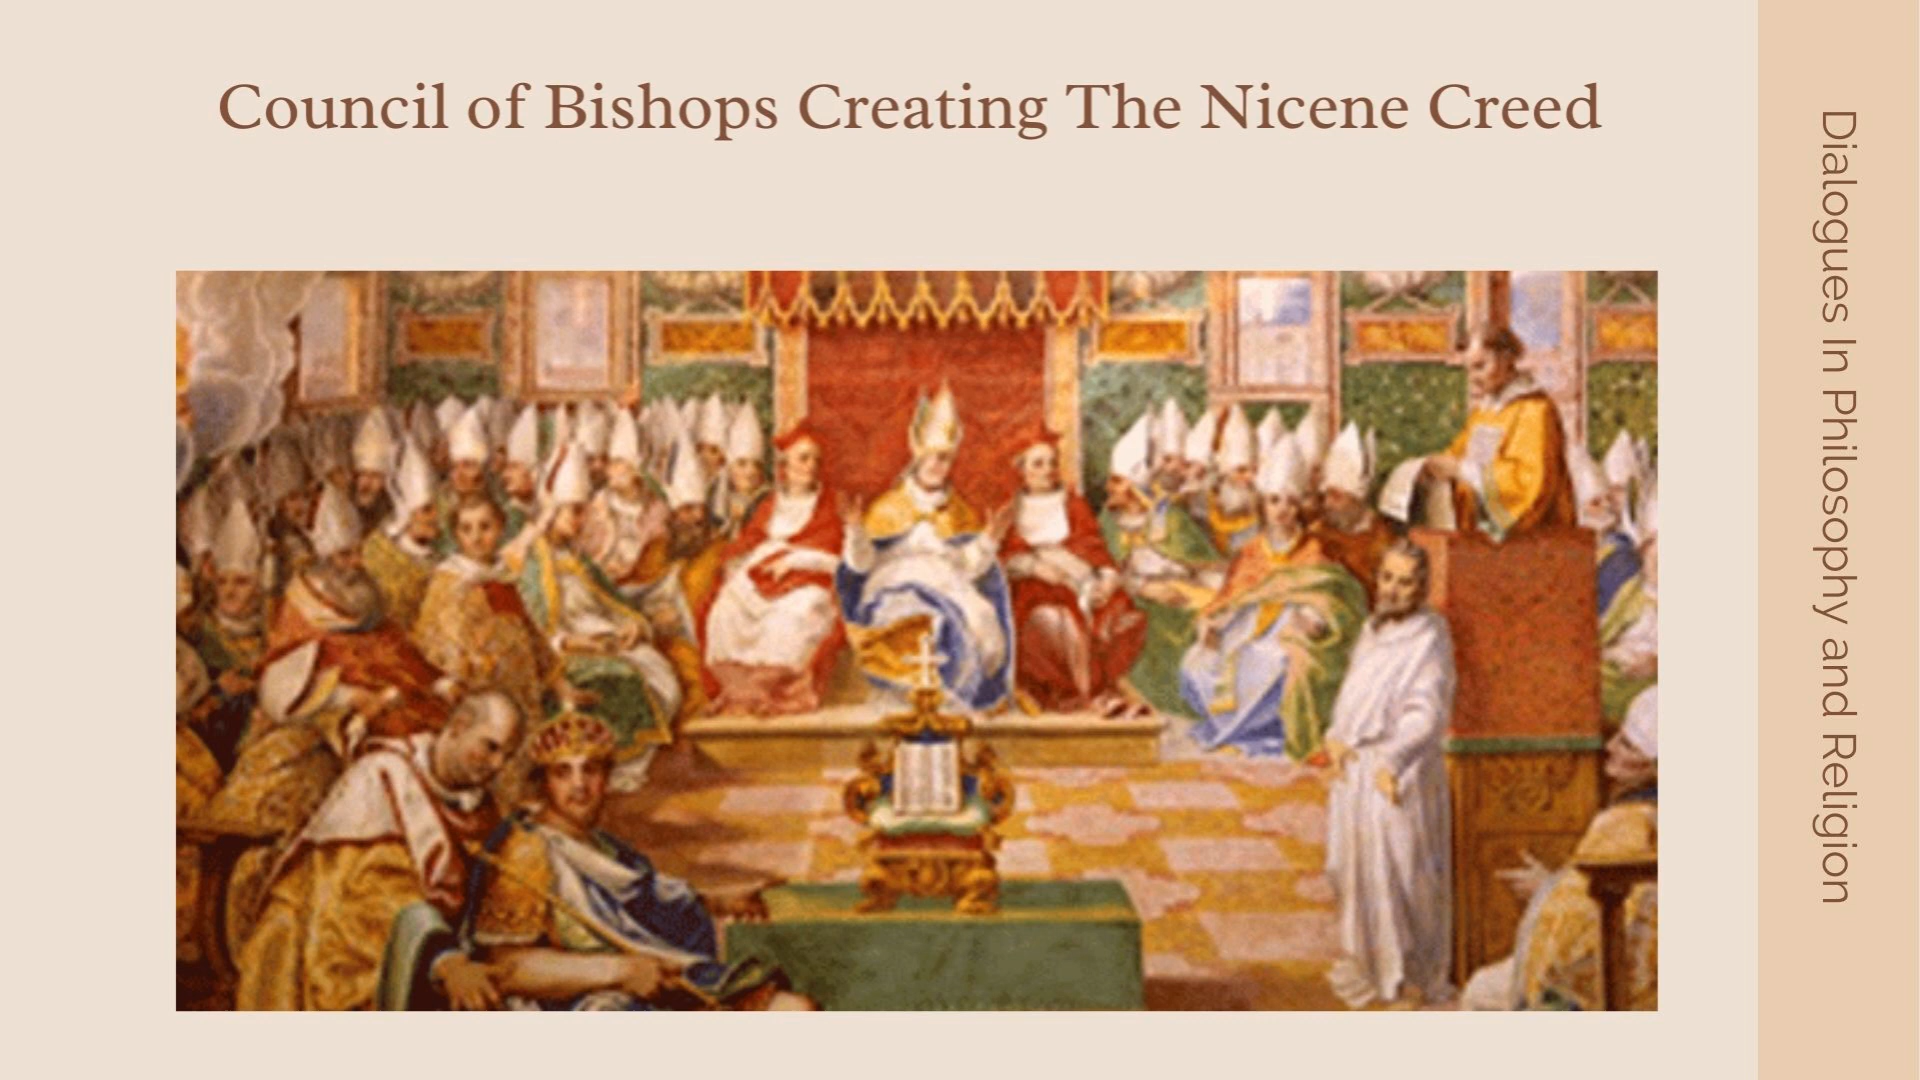 Council of Bishops Creating The Nicene Creed
Dialogues In Philosophy and Religion